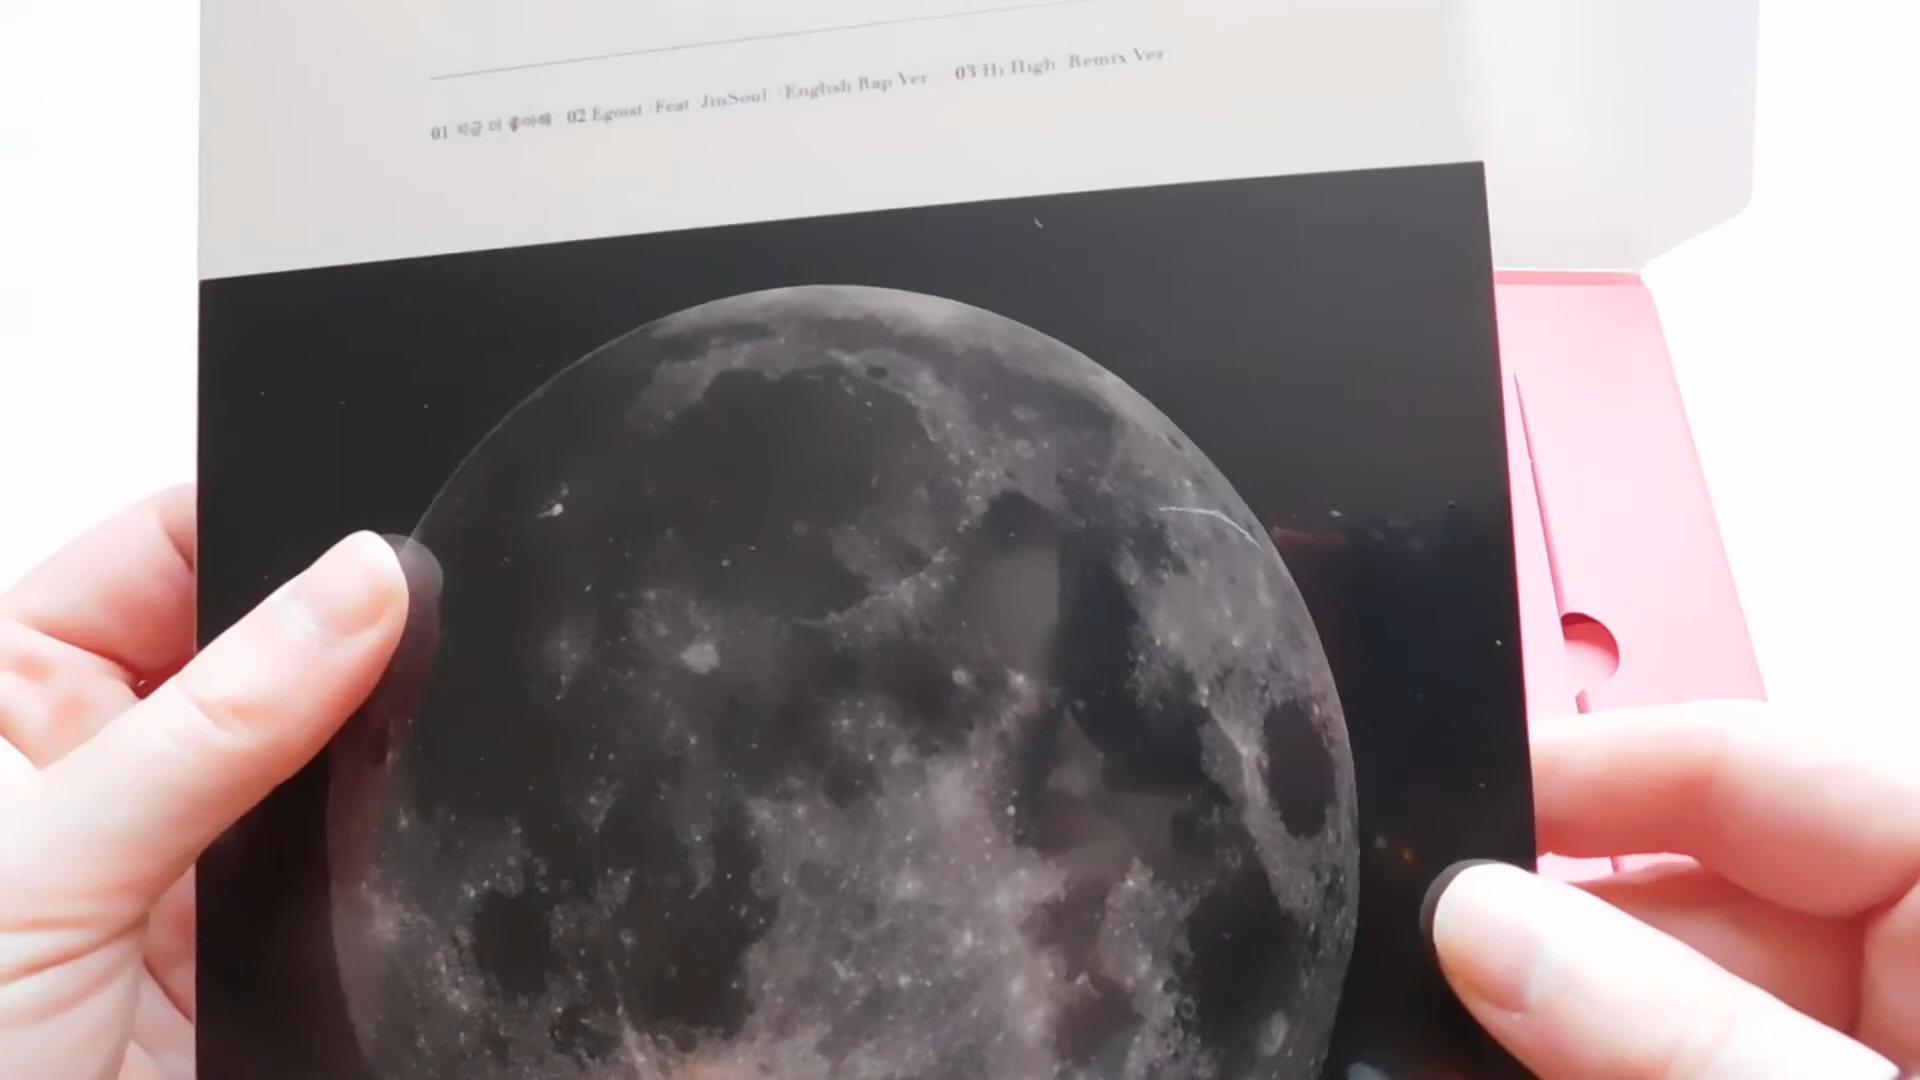 01 지금 더 좋아해 02 Egoist (Feat. JinSoul) (English Rap Ver.) 03 Hi High (Remix Ver.)